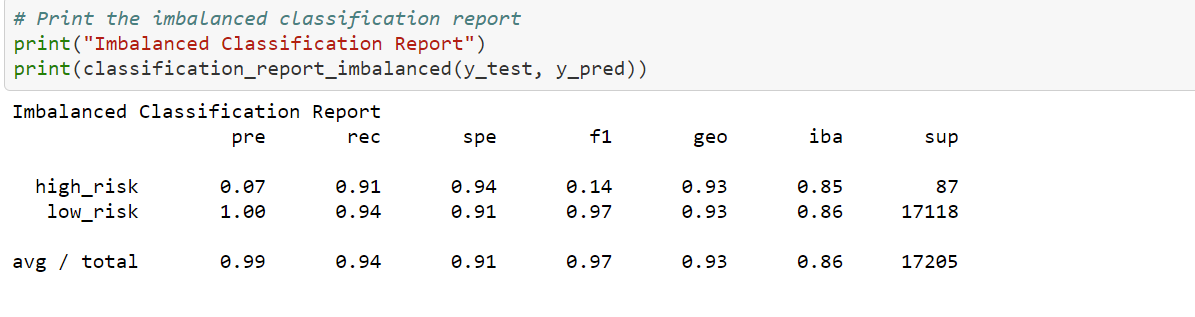 # Print the imbalanced classification report
print("Imbalanced Classification Report")
print(classification_report_imbalanced(y_test, y_pred))
Imbalanced Classification Report
pre rec spe f1 geo iba sup
high_risk 0.07 0.91 0.94 0.14 0.93 0.85 87
low_risk 1.00 0.94 0.91 0.97 0.93 0.86 17118
avg / total 0.99 0.94 0.91 0.97 0.93 0.86 17205